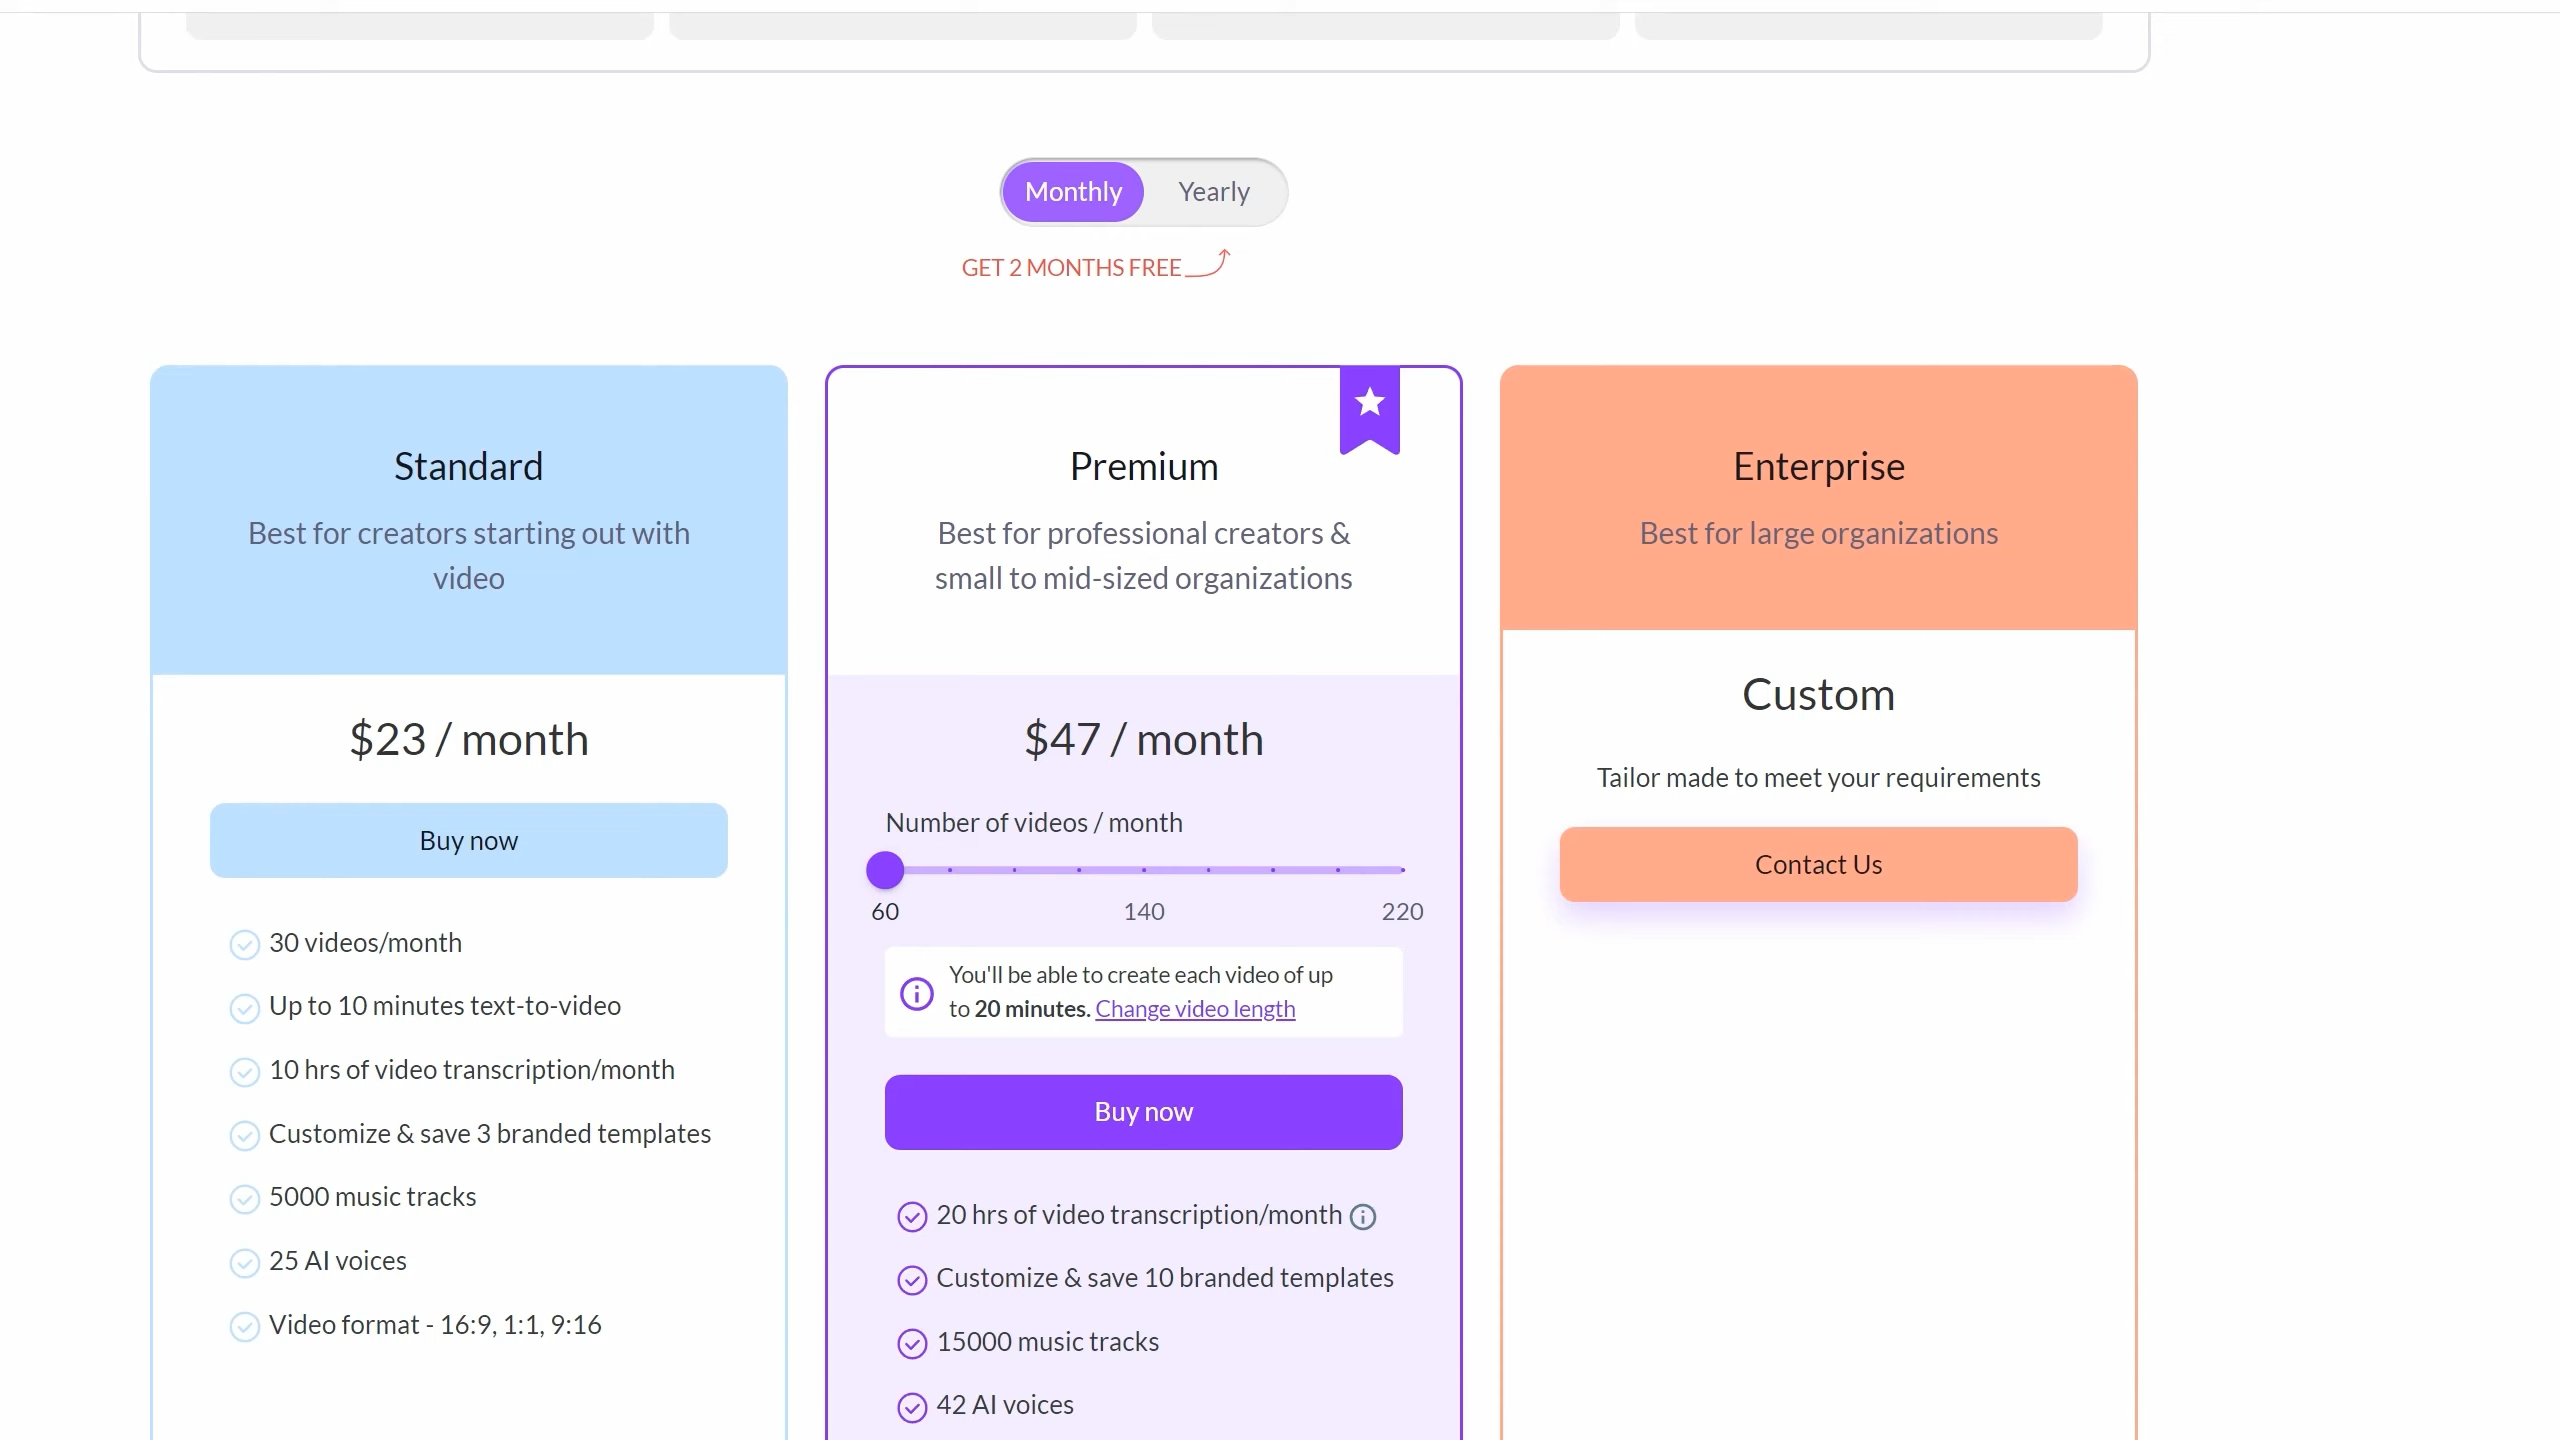 Monthly
Yearly
GET 2 MONTHS FREE
Standard
Best for creators starting out with
video
$23 / month
Buy now
30 videos/month
Up to 10 minutes text-to-video
10 hrs of video transcription/month
Customize & save 3 branded templates
5000 music tracks
25 AI voices
Video format - 16:9, 1:1, 9:16
Premium
Best for professional creators &
small to mid-sized organizations
$47 / month
Number of videos / month
60 140 220
You'll be able to create each video of up
to 20 minutes. Change video length
Buy now
20 hrs of video transcription/month
Customize & save 10 branded templates
15000 music tracks
42 AI voices
Enterprise
Best for large organizations
Custom
Tailor made to meet your requirements
Contact Us